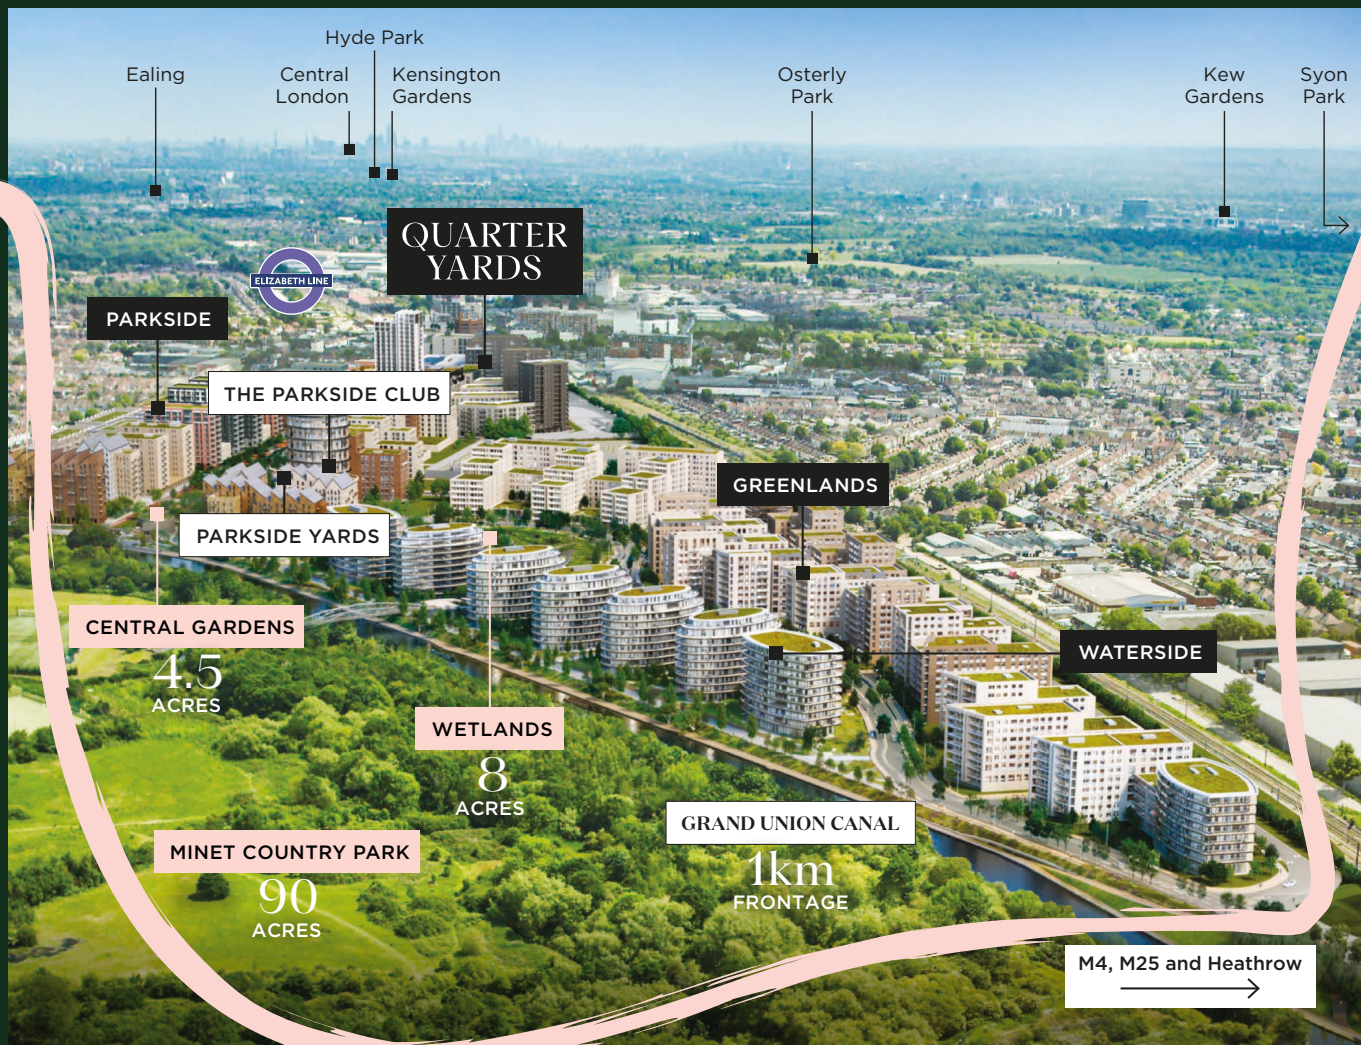 Hyde Park
Ealing
Central
London
Kensington
Gardens
Osterly
Park
Kew
Gardens
Syon
Park
QUARTER
YARDS
ELIZABETH LINE
PARKSIDE
THE PARKSIDE CLUB
GREENLANDS
PARKSIDE YARDS
CENTRAL GARDENS
4.5
ACRES
WATERSIDE
WETLANDS
8
ACRES
GRAND UNION CANAL
1km
FRONTAGE
MINET COUNTRY PARK
90
ACRES
M4, M25 and Heathrow